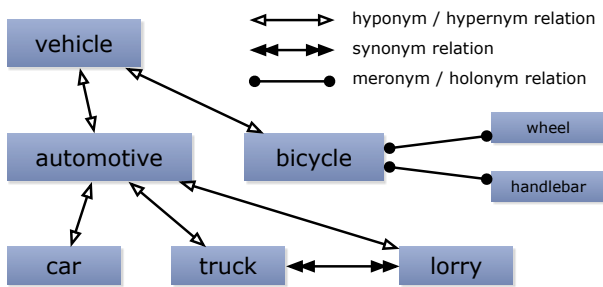 vehicle
hyponym / hypernym relation
synonym relation
meronym / holonym relation
automotive
bicycle
wheel
handlebar
car
truck
lorry